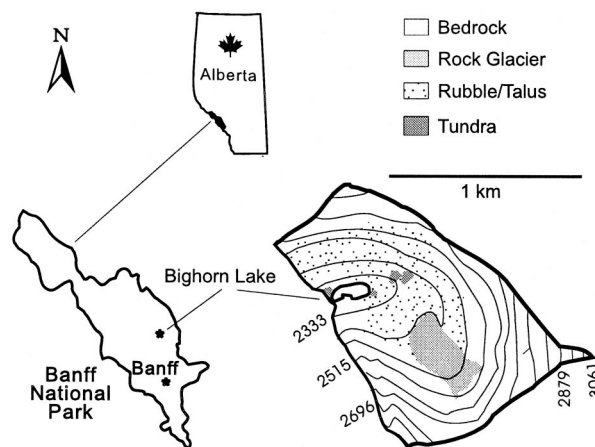 N
Alberta
Bedrock
Rock Glacier
Rubble/Talus
Tundra
1 km
Bighorn Lake
Banff
Banff
National
Park
2333
2515
2696
2879
3061